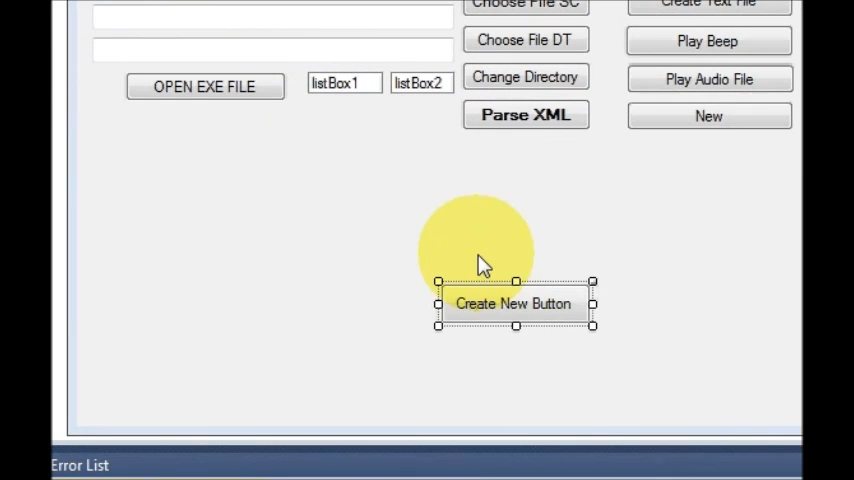 Choose File SC
Create Text File
Choose File DT
Play Beep
OPEN EXE FILE
listBox1
listBox2
Change Directory
Play Audio File
Parse XML
New
Create New Button
Error List